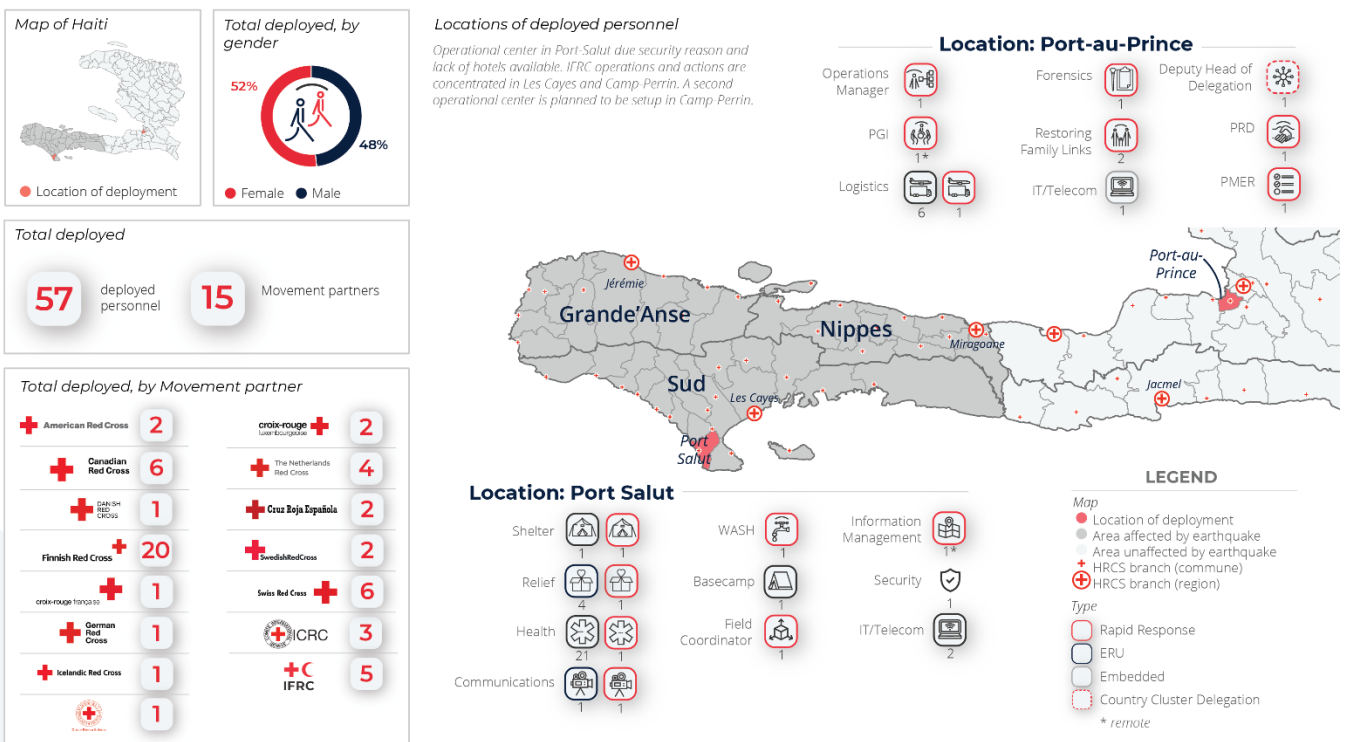 Map of Haiti
Location of deployment
Total deployed, by
gender
52%
48%
Female
Male
Total deployed
57
deployed
personnel
15
Movement partners
Total deployed, by Movement partner
American Red Cross
2
Canadian
Red Cross
6
DANISH
RED
CROSS
1
Finnish Red Cross
20
croix-rouge française
1
German
Red
Cross
1
Icelandic Red Cross
1
1
croix-rouge
luxembourgeoise
2
The Netherlands
Red Cross
4
Cruz Roja Española
2
SwedishRedCross
2
Swiss Red Cross
6
ICRC
3
IFRC
5
Locations of deployed personnel
Operational center in Port-Salut due security reason and
lack of hotels available. IFRC operations and actions are
concentrated in Les Cayes and Camp-Perrin. A second
operational center is planned to be setup in Camp-Perrin.
Location: Port-au-Prince
Operations
Manager
1
PGI
1*
Logistics
6
1
Forensics
1
Restoring
Family Links
2
IT/Telecom
1
Deputy Head of
Delegation
1
PRD
1
PMER
1
Jérémie
Grande'Anse
Nippes
Miragoane
Sud
Les Cayes
Port
Salut
Port-au-
Prince
Jacmel
Location: Port Salut
Shelter
1
1
Relief
4
1
Health
21
1
Communications
1
1
WASH
1
Basecamp
1
Field
Coordinator
1
Information
Management
1*
Security
1
IT/Telecom
2
LEGEND
Map
Location of deployment
Area affected by earthquake
Area unaffected by earthquake
HRCS branch (commune)
HRCS branch (region)
Type
Rapid Response
ERU
Embedded
Country Cluster Delegation
* remote